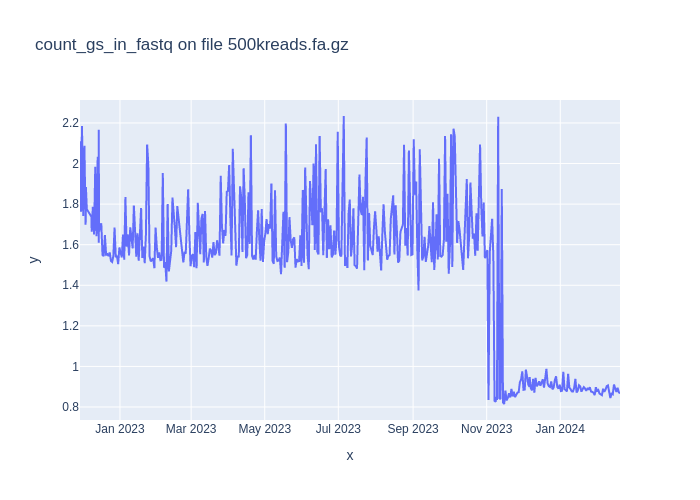 count_gs_in_fastq on file 500kreads.fa.gz
2.2
2
1.8
1.6
1.4
1.2
1
0.8
y
Jan 2023 Mar 2023 May 2023 Jul 2023 Sep 2023 Nov 2023 Jan 2024
x